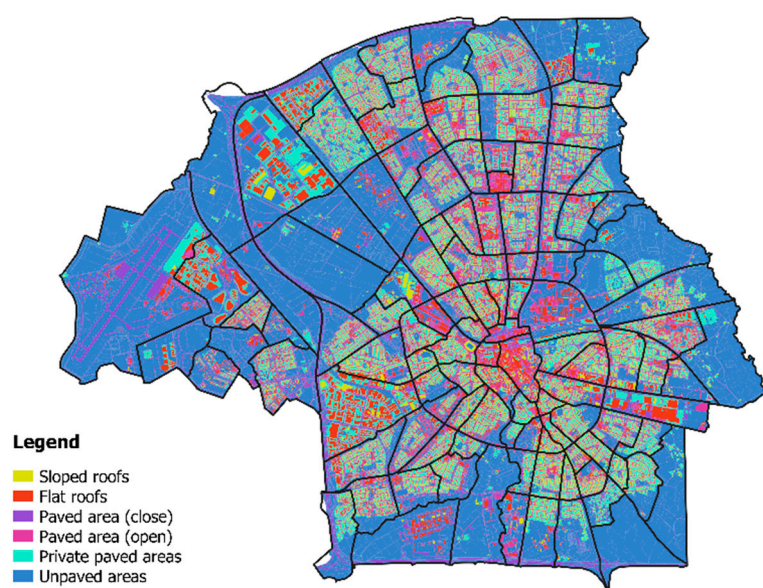 Legend
Sloped roofs
Flat roofs
Paved area (close)
Paved area (open)
Private paved areas
Unpaved areas